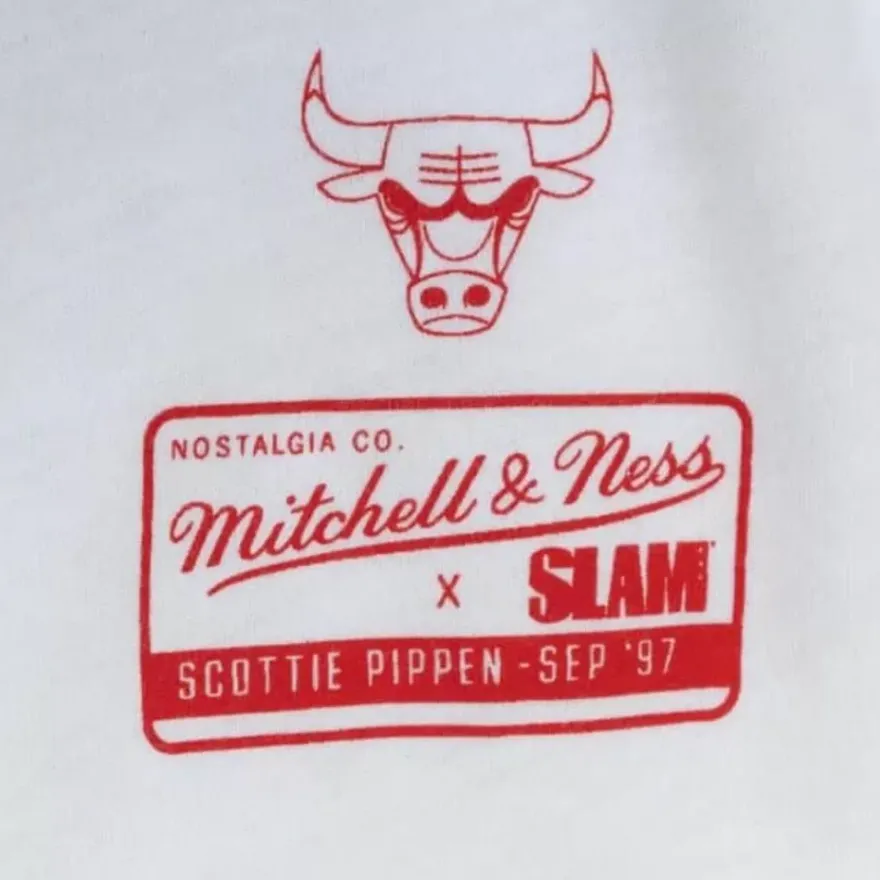 NOSTALGIA CO.
Mitchell & Ness
X SLAM
SCOTTIE PIPPEN - SEP '97